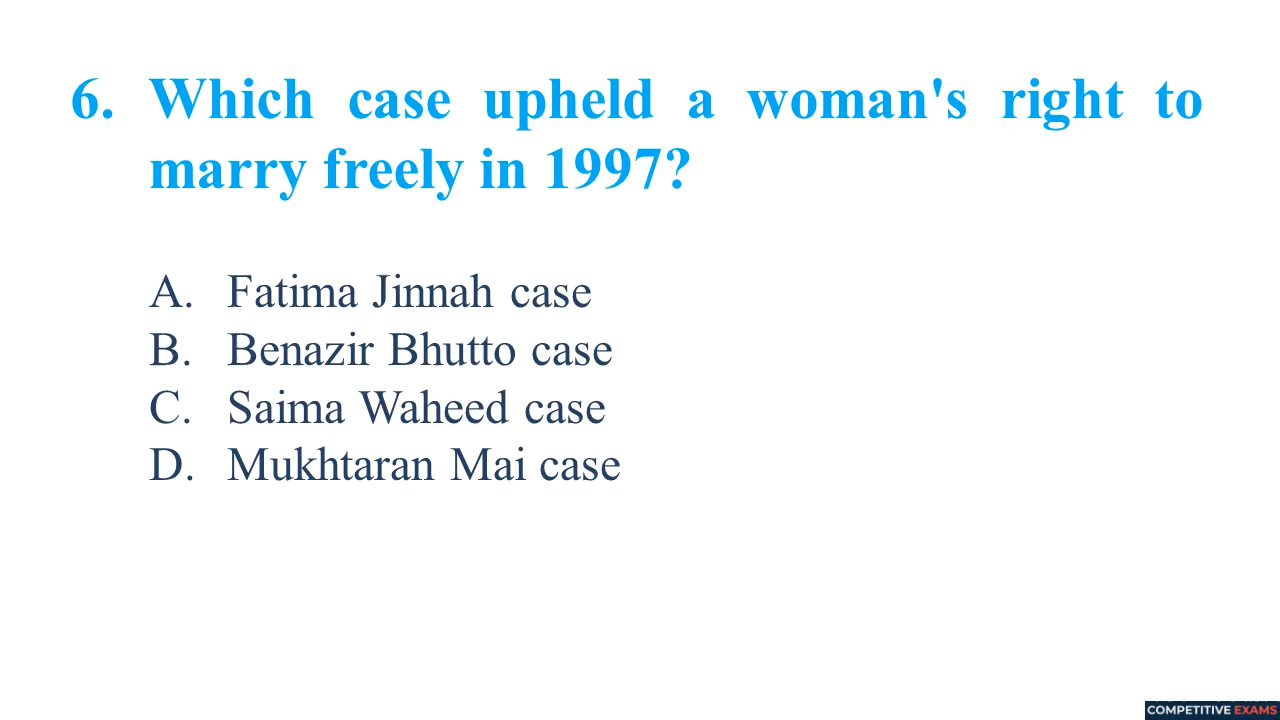 6. Which case upheld a woman's right to
marry freely in 1997?
A. Fatima Jinnah case
B. Benazir Bhutto case
C. Saima Waheed case
D. Mukhtaran Mai case
COMPETITIVE EXAMS